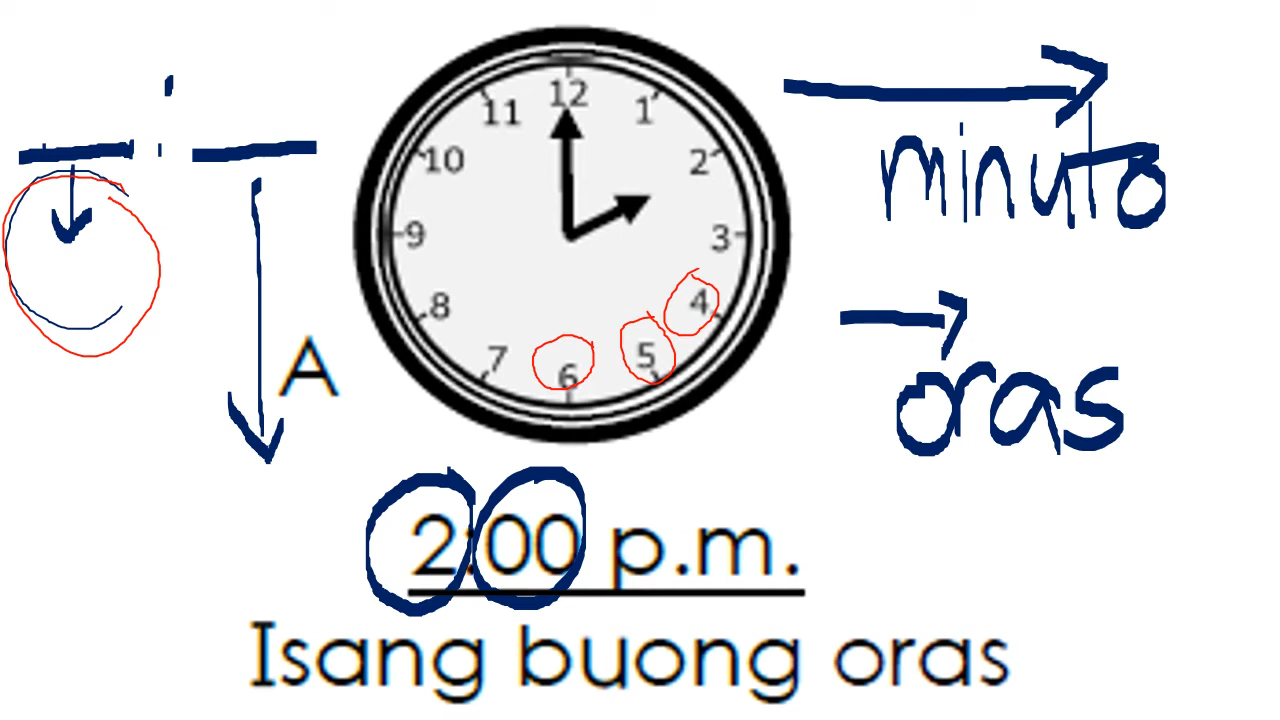 12
11 1
10 2
9 3
8 4
7 5
6
minuto
oras
A
2:00 p.m.
Isang buong oras